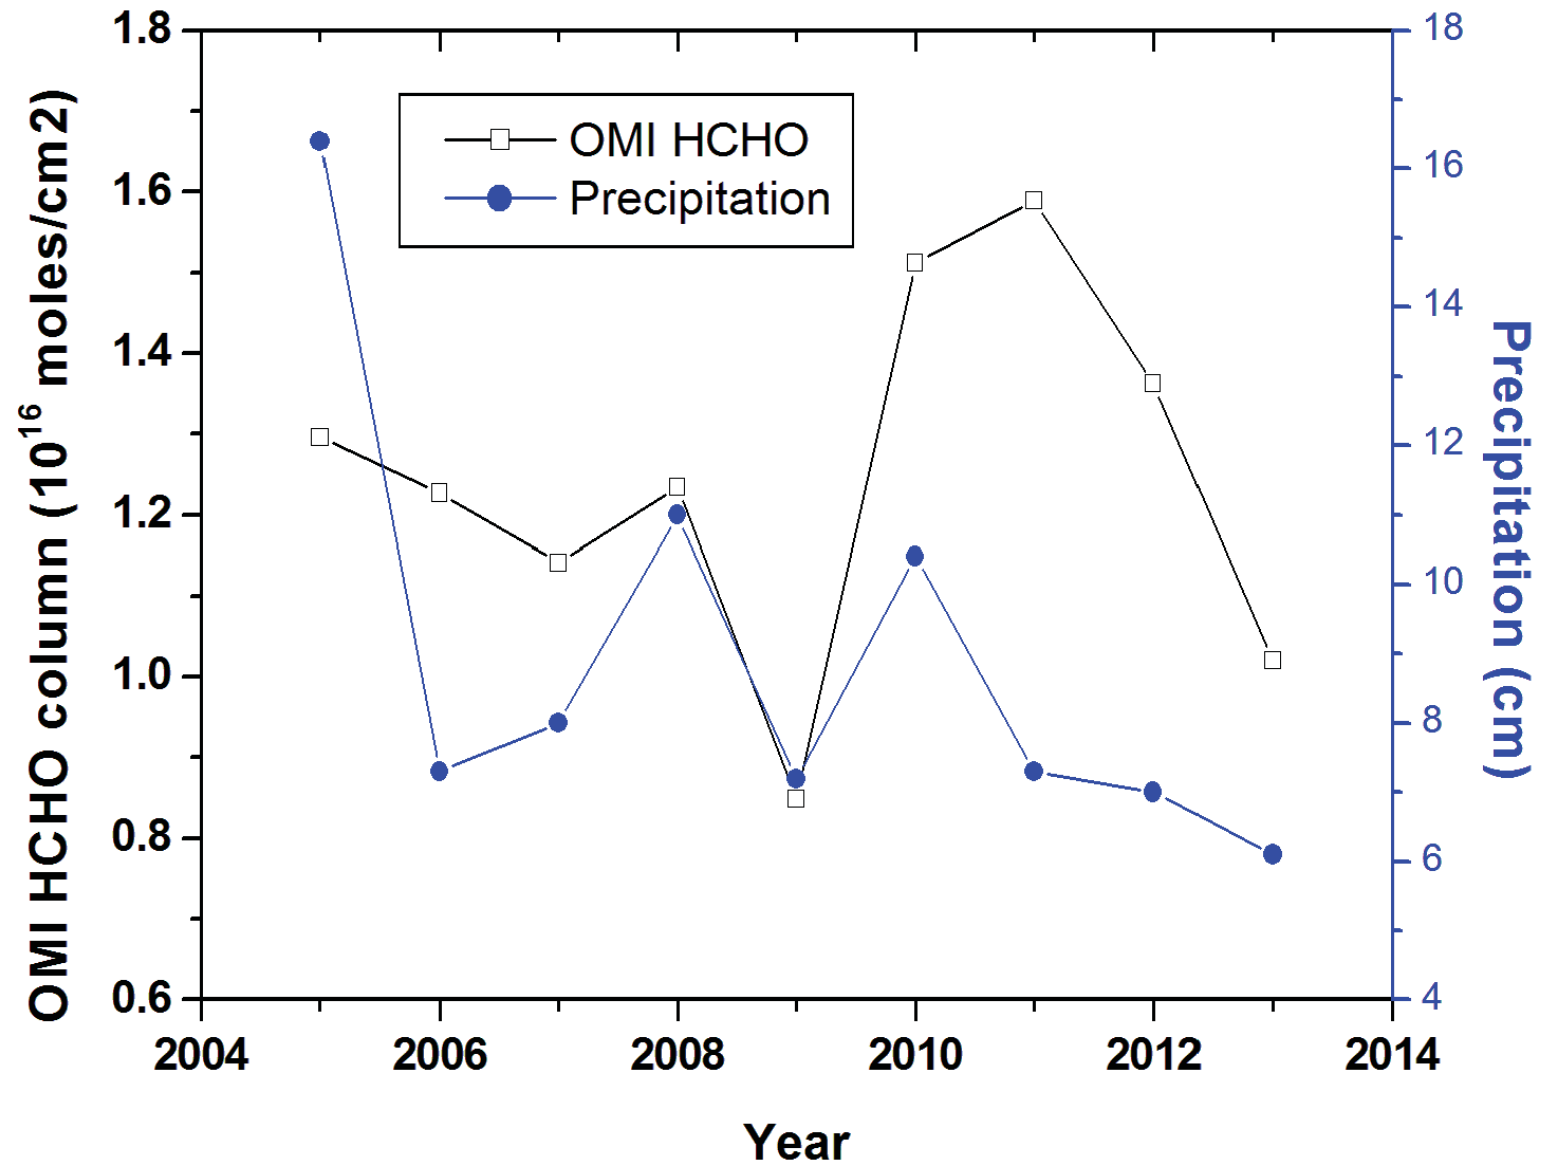 OMI HCHO column (10^16 moles/cm2)
1.8
1.6
1.4
1.2
1.0
0.8
0.6
OMI HCHO
Precipitation
18
16
14
12
10
8
6
4
Precipitation (cm)
2004 2006 2008 2010 2012 2014
Year